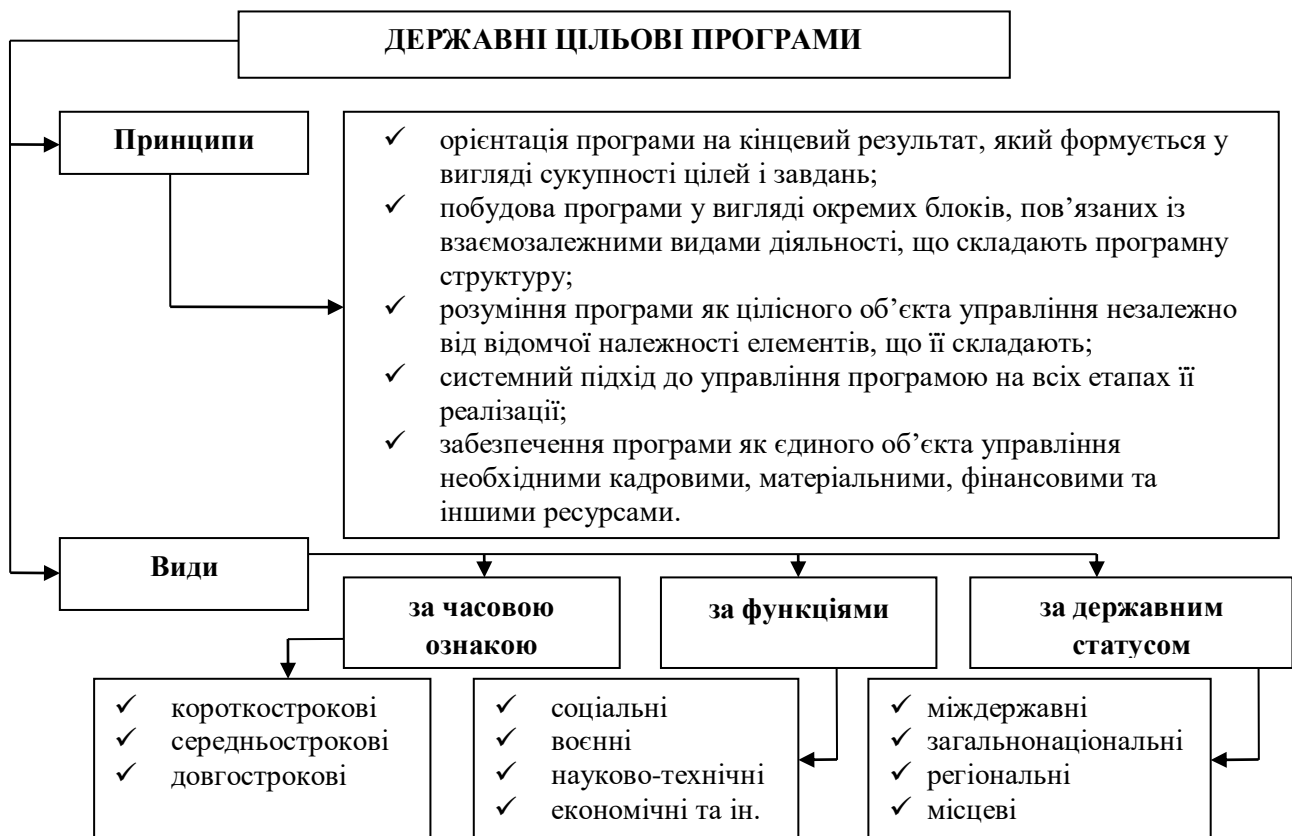 ДЕРЖАВНІ ЦІЛЬОВІ ПРОГРАМИ
Принципи
✓ орієнтація програми на кінцевий результат, який формується у
вигляді сукупності цілей і завдань;
✓ побудова програми у вигляді окремих блоків, пов’язаних із
взаємозалежними видами діяльності, що складають програмну
структуру;
✓ розуміння програми як цілісного об’єкта управління незалежно
від відомчої належності елементів, що її складають;
✓ системний підхід до управління програмою на всіх етапах її
реалізації;
✓ забезпечення програми як єдиного об’єкта управління
необхідними кадровими, матеріальними, фінансовими та
іншими ресурсами.
Види
за часовою
ознакою
за функціями
за державним
статусом
✓ короткострокові
✓ середньострокові
✓ довгострокові
✓ соціальні
✓ воєнні
✓ науково-технічні
✓ економічні та ін.
✓ міждержавні
✓ загальнонаціональні
✓ регіональні
✓ місцеві